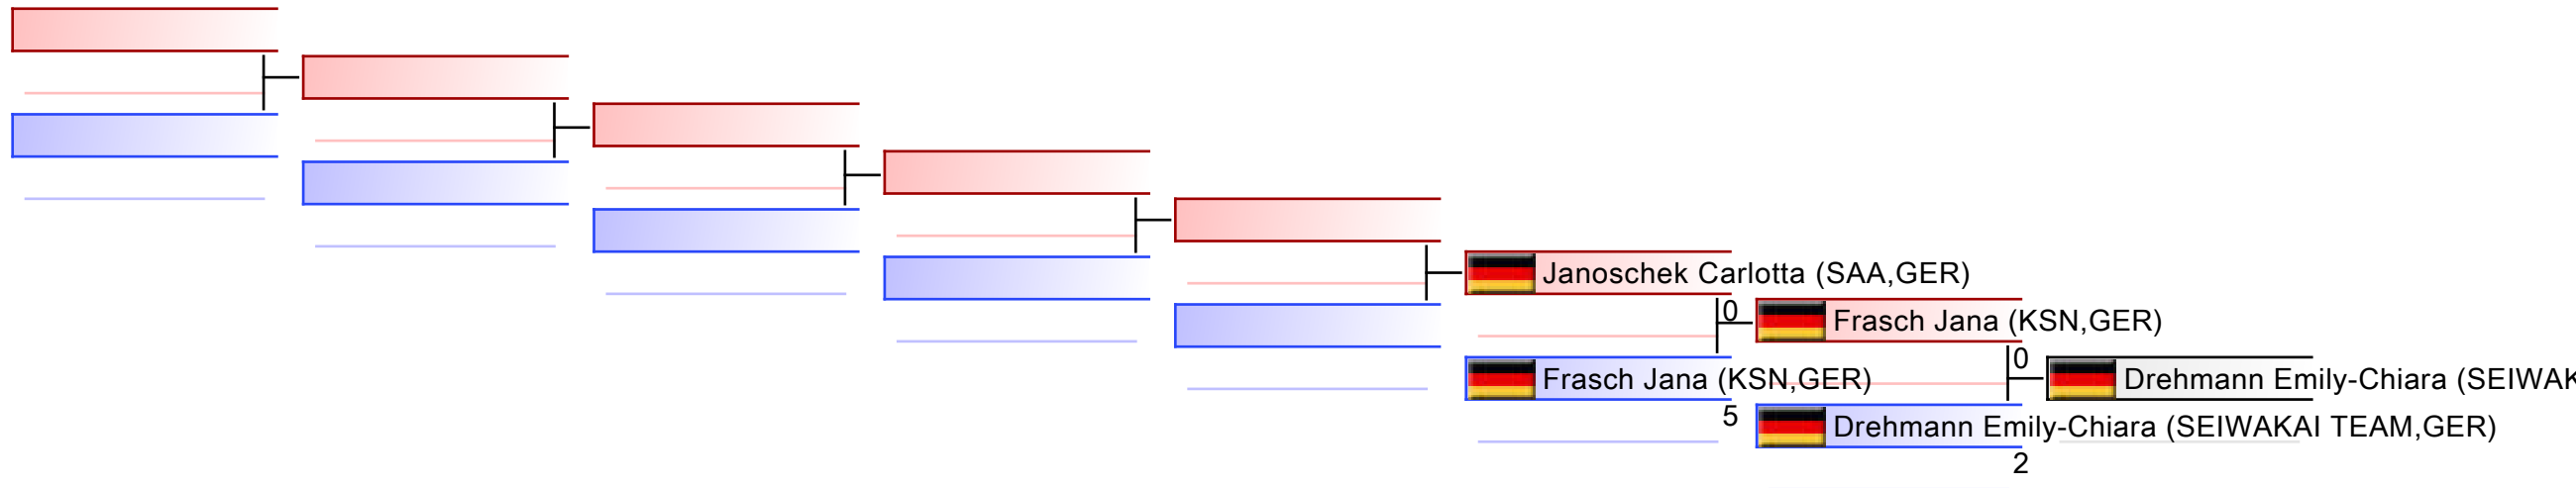 Janoschek Carlotta (SAA,GER)
0
Frasch Jana (KSN,GER)
5
Frasch Jana (KSN,GER)
0
Drehmann Emily-Chiara (SEIWAKAI TEAM,GER)
2
Drehmann Emily-Chiara (SEIWAK